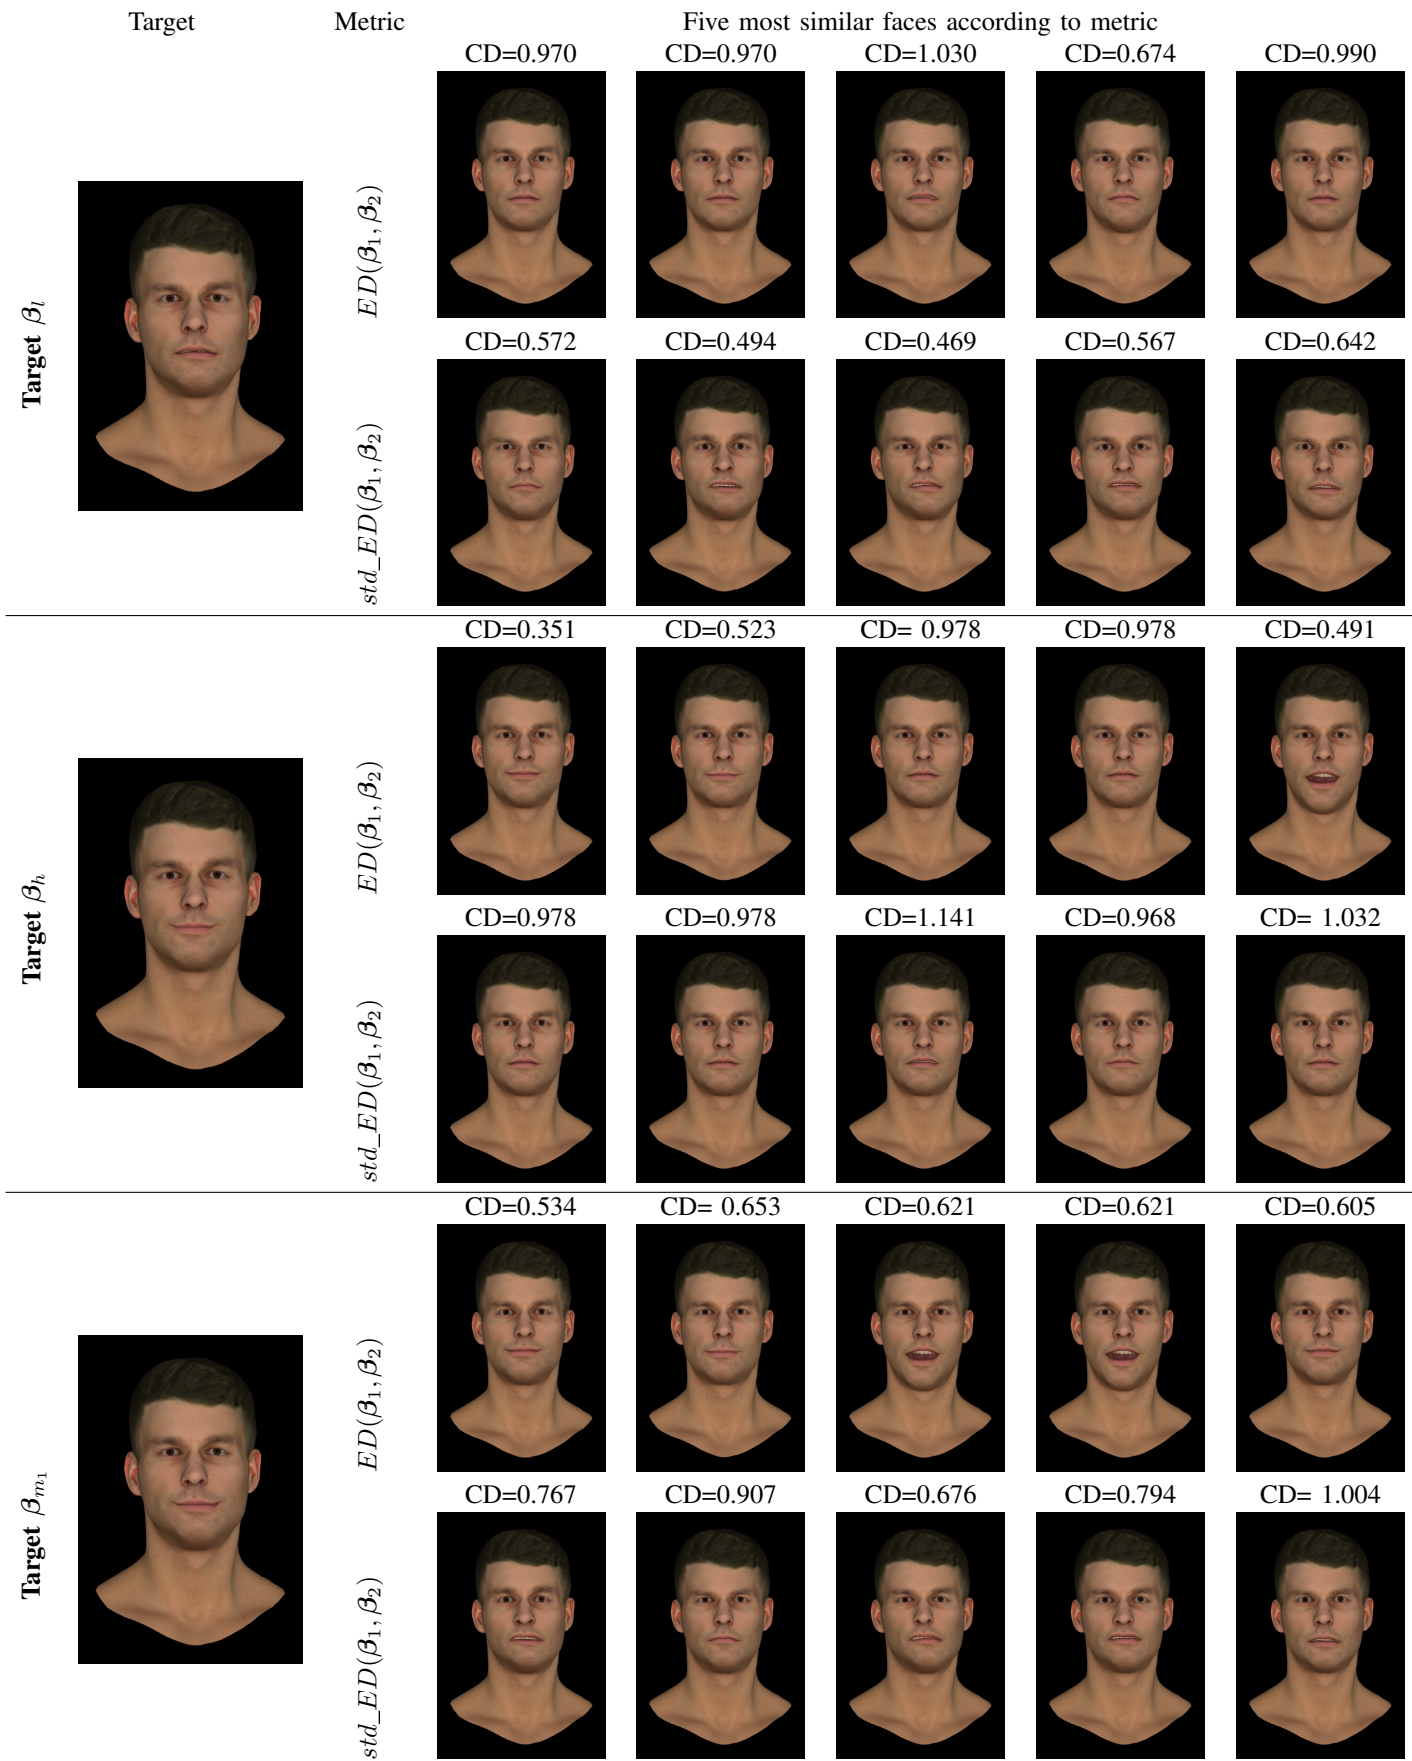 Target Metric Five most similar faces according to metric
CD=0.970 CD=0.970 CD=1.030 CD=0.674 CD=0.990
Target βl
ED(β1, β2)
CD=0.572 CD=0.494 CD=0.469 CD=0.567 CD=0.642
std_ED(β1, β2)
CD=0.351 CD=0.523 CD= 0.978 CD=0.978 CD=0.491
Target βh
ED(β1, β2)
CD=0.978 CD=0.978 CD=1.141 CD=0.968 CD= 1.032
std_ED(β1, β2)
CD=0.534 CD= 0.653 CD=0.621 CD=0.621 CD=0.605
Target βm1
ED(β1, β2)
CD=0.767 CD=0.907 CD=0.676 CD=0.794 CD= 1.004
std_ED(β1, β2)